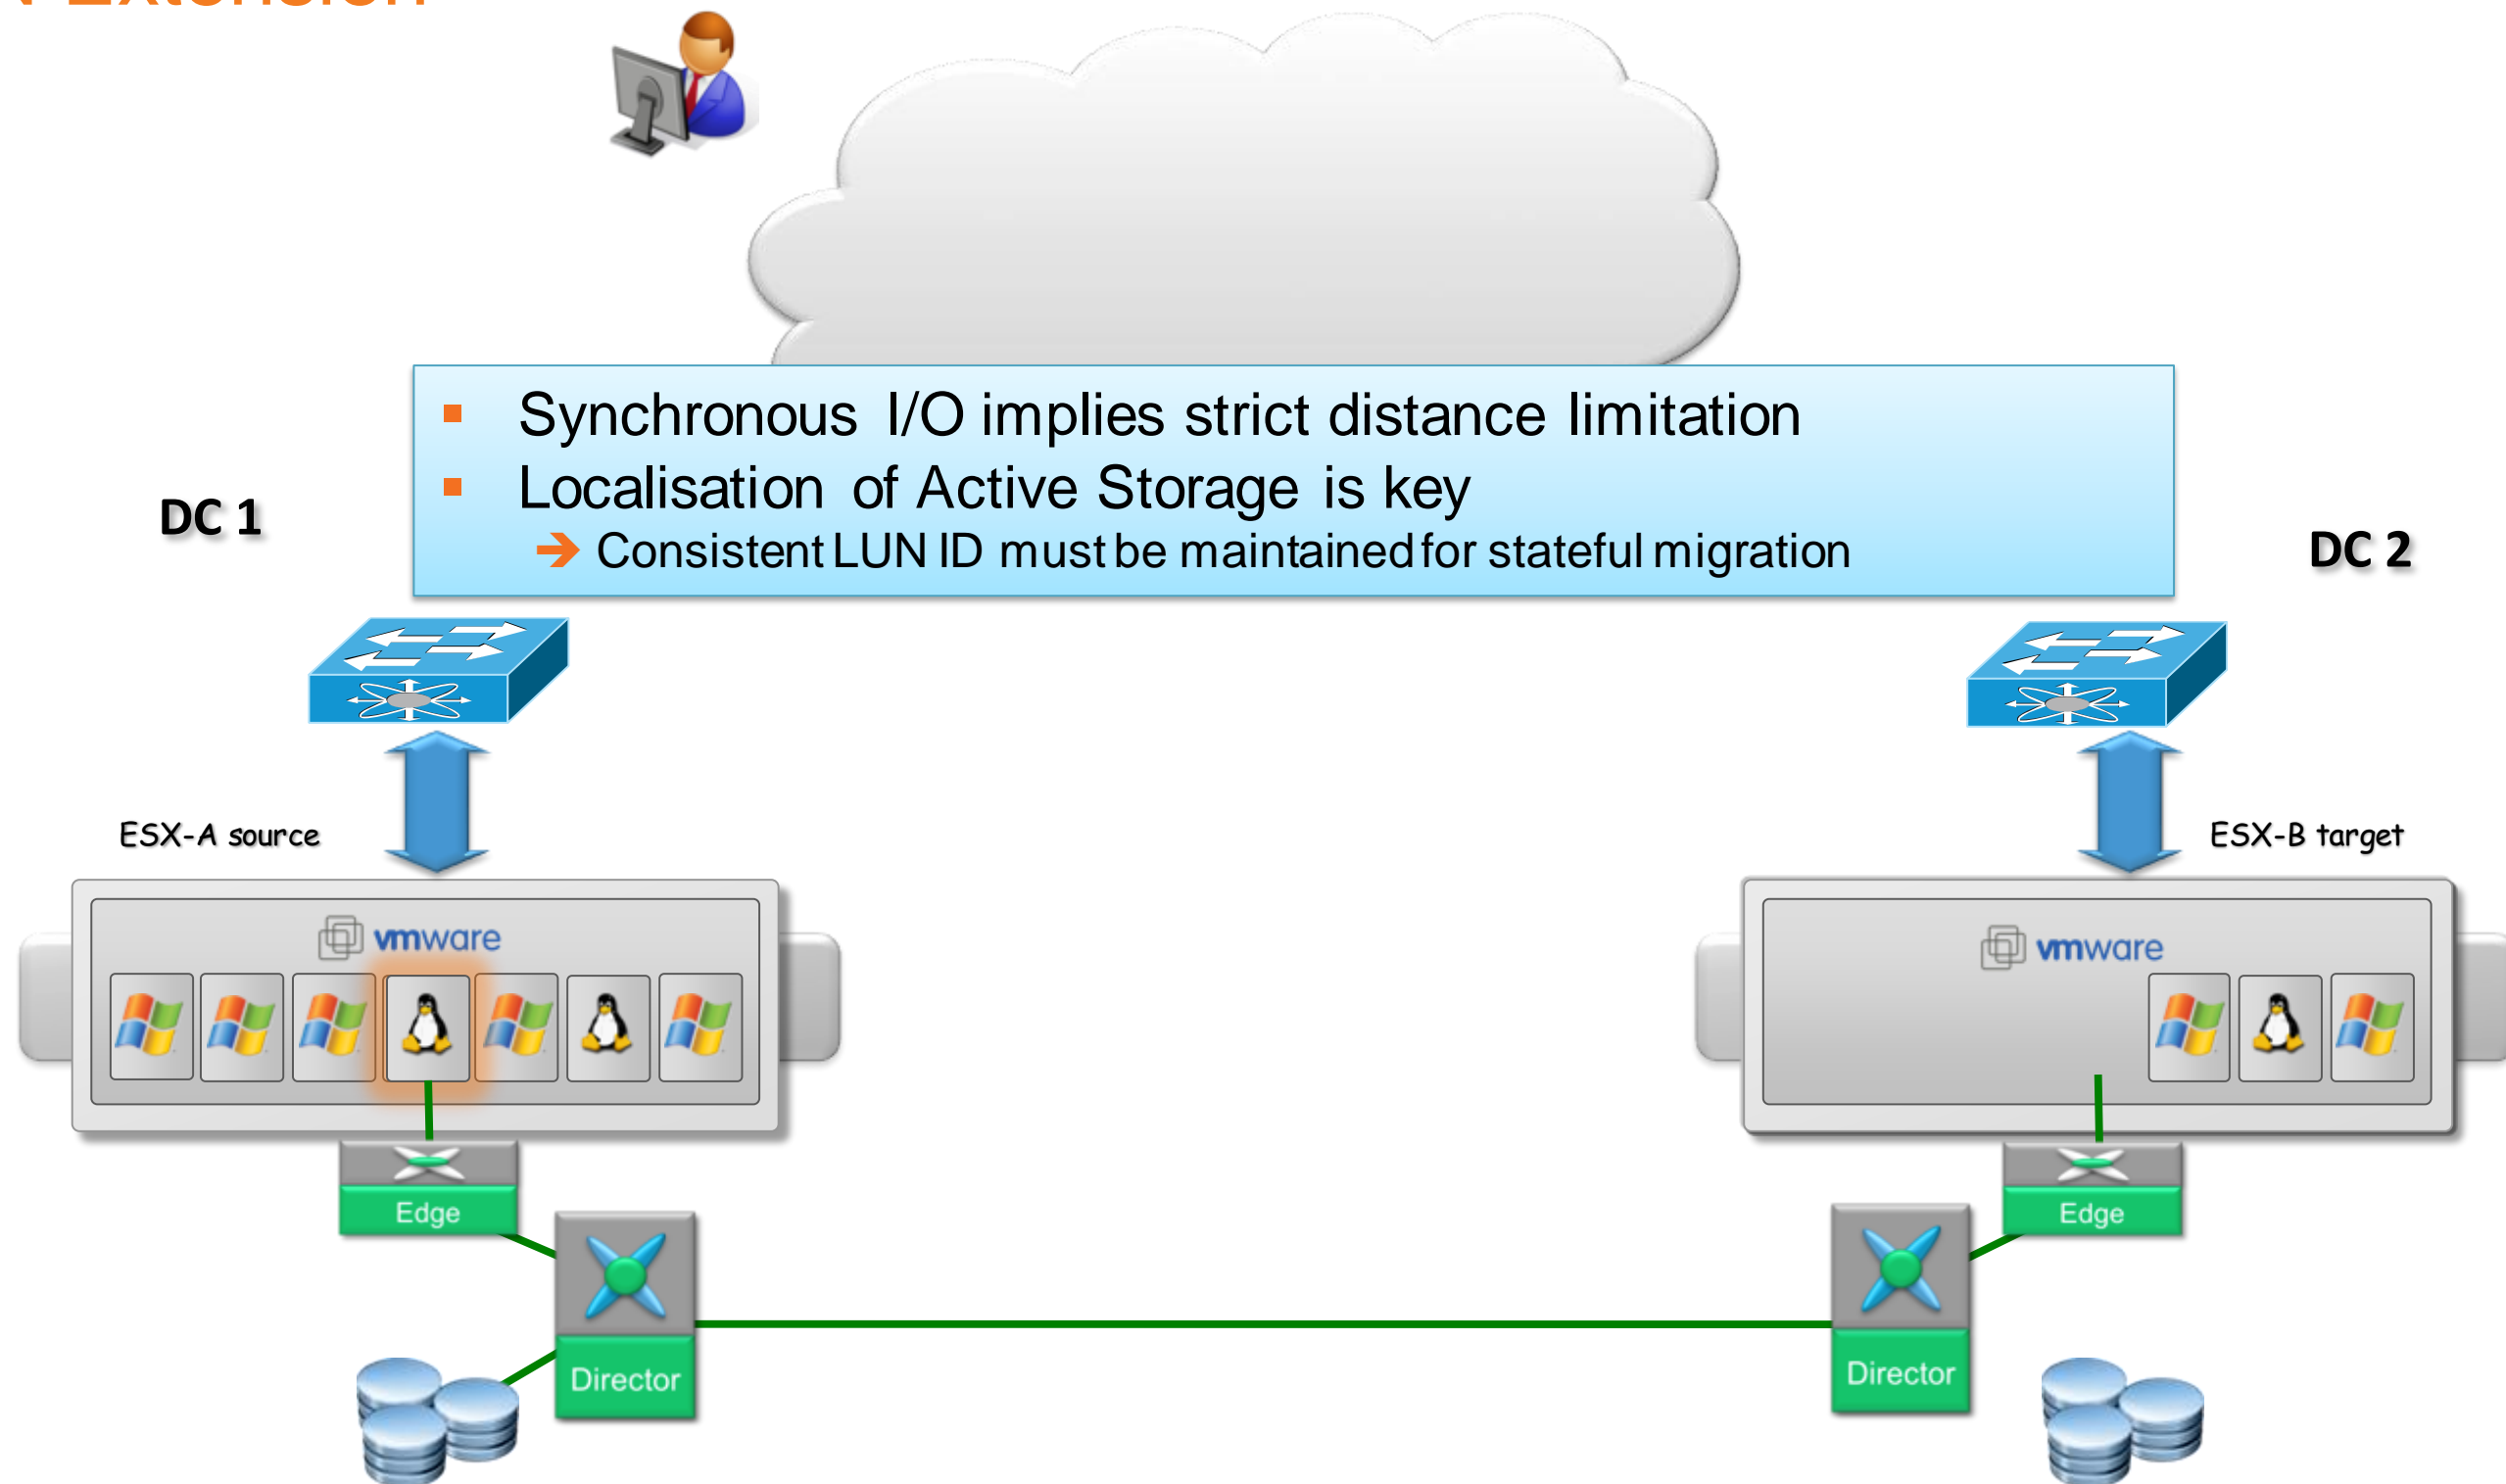 Extension
Synchronous I/O implies strict distance limitation
Localisation of Active Storage is key
Consistent LUN ID must be maintained for stateful migration
DC 1
DC 2
ESX-A source
ESX-B target
vmware
vmware
Edge
Edge
Director
Director